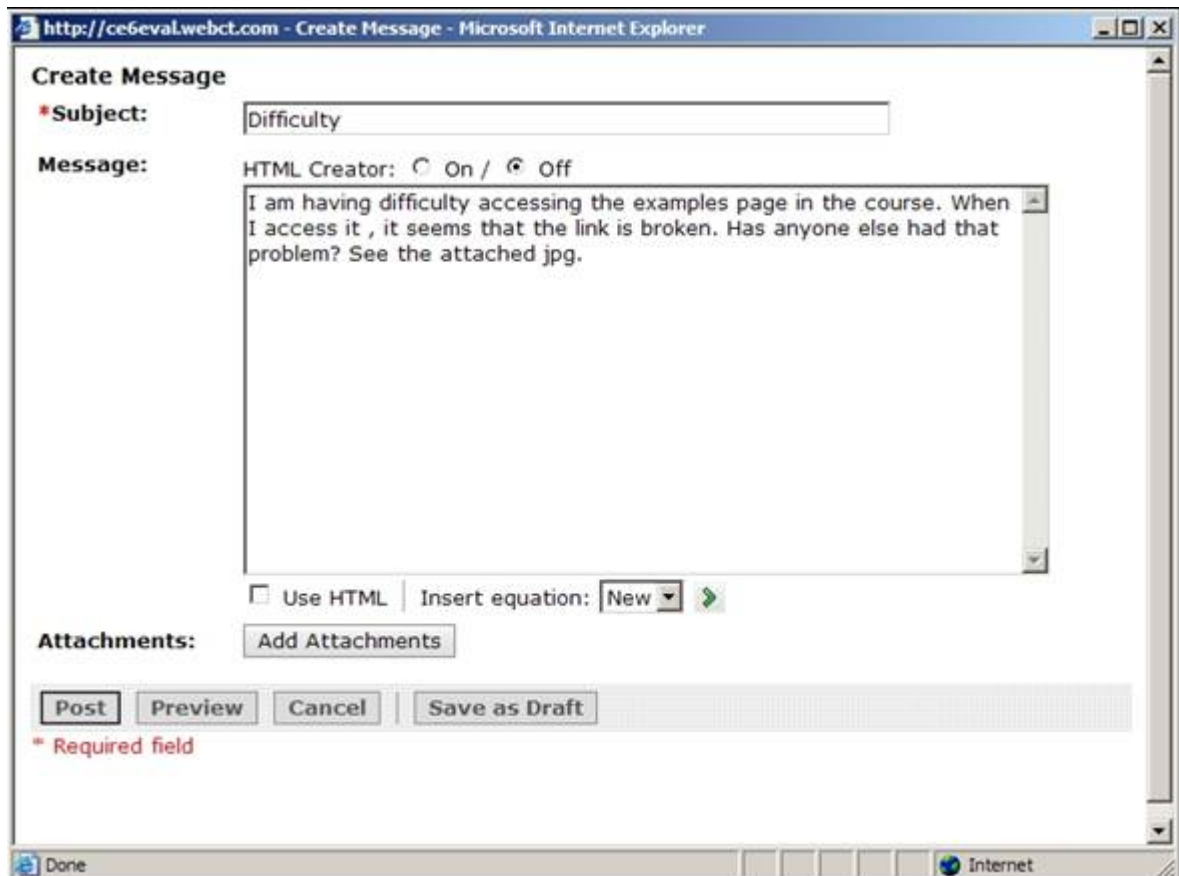 http://ce6eval.webct.com - Create Message - Microsoft Internet Explorer
Create Message
*Subject: Difficulty
Message: HTML Creator: On / Off
I am having difficulty accessing the examples page in the course. When
I access it , it seems that the link is broken. Has anyone else had that
problem? See the attached jpg.
Use HTML Insert equation: New
Attachments: Add Attachments
Post Preview Cancel Save as Draft
* Required field
Done Internet